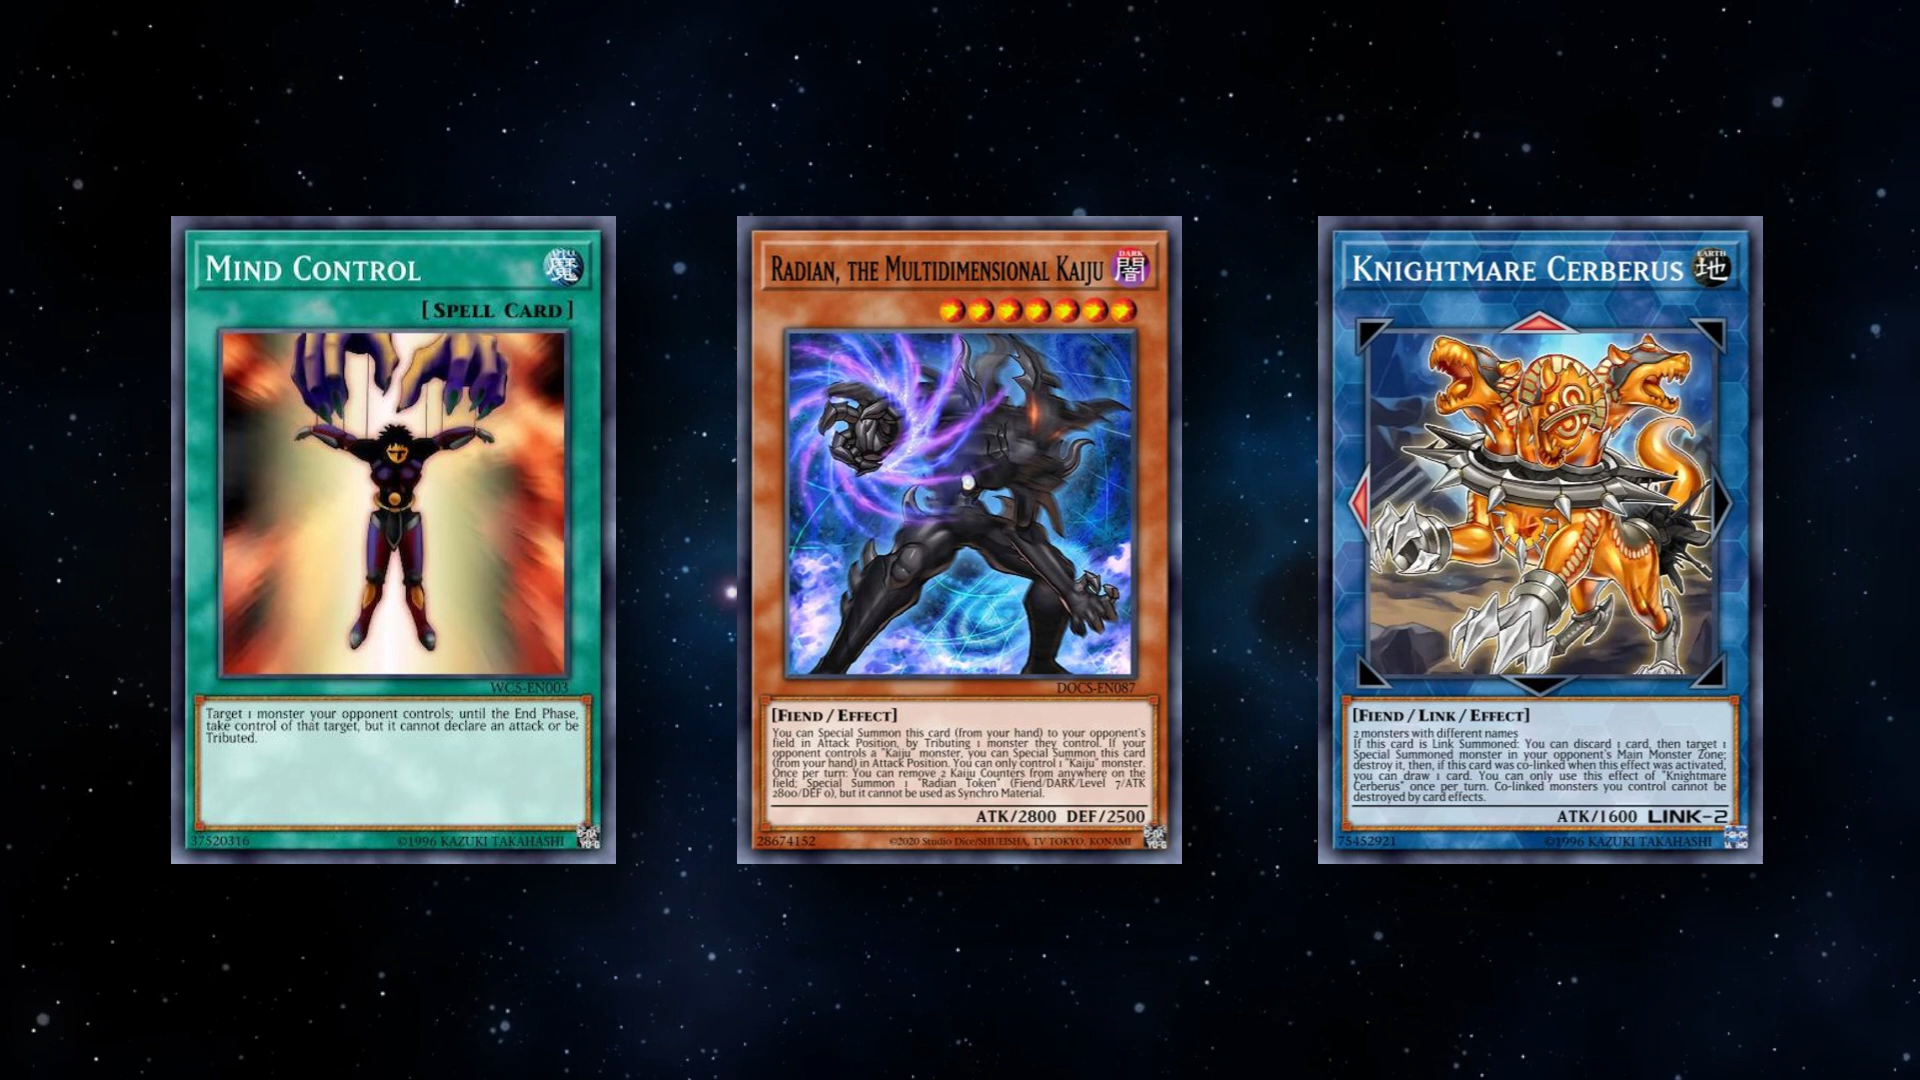 MIND CONTROL
魔
[SPELL CARD]
WC5-EN003
Target 1 monster your opponent controls; until the End Phase,
take control of that target, but it cannot declare an attack or be
Tributed.
37520316
©1996 KAZUKI TAKAHASHI
RADIAN, THE MULTIDIMENSIONAL KAIJU
DARK
闇
DOCS-EN087
[FIEND / EFFECT]
You can Special Summon this card (from your hand) to your opponent's
field in Attack Position, by Tributing 1 monster they control. If your
opponent controls a "Kaiju" monster, you can Special Summon this card
(from your hand) in Attack Position. You can only control 1 "Kaiju" monster.
Once per turn: You can remove 2 Kaiju Counters from anywhere on the
field; Special Summon 1 "Radian Token" (Fiend/DARK/Level 7/ATK
2800/DEF 0), but it cannot be used as Synchro Material.
ATK/2800 DEF/2500
28674152
©2020 Studio Dice/SHUEISHA, TV TOKYO, KONAMI
KNIGHTMARE CERBERUS
EARTH
地
[FIEND / LINK / EFFECT]
2 monsters with different names
If this card is Link Summoned: You can discard 1 card, then target 1
Special Summoned monster in your opponent's Main Monster Zone;
destroy it, then, if this card was co-linked when this effect was activated,
you can draw 1 card. You can only use this effect of "Knightmare
Cerberus" once per turn. Co-linked monsters you control cannot be
destroyed by card effects.
ATK/1600 LINK-2
75452921
©1996 KAZUKI TAKAHASHI